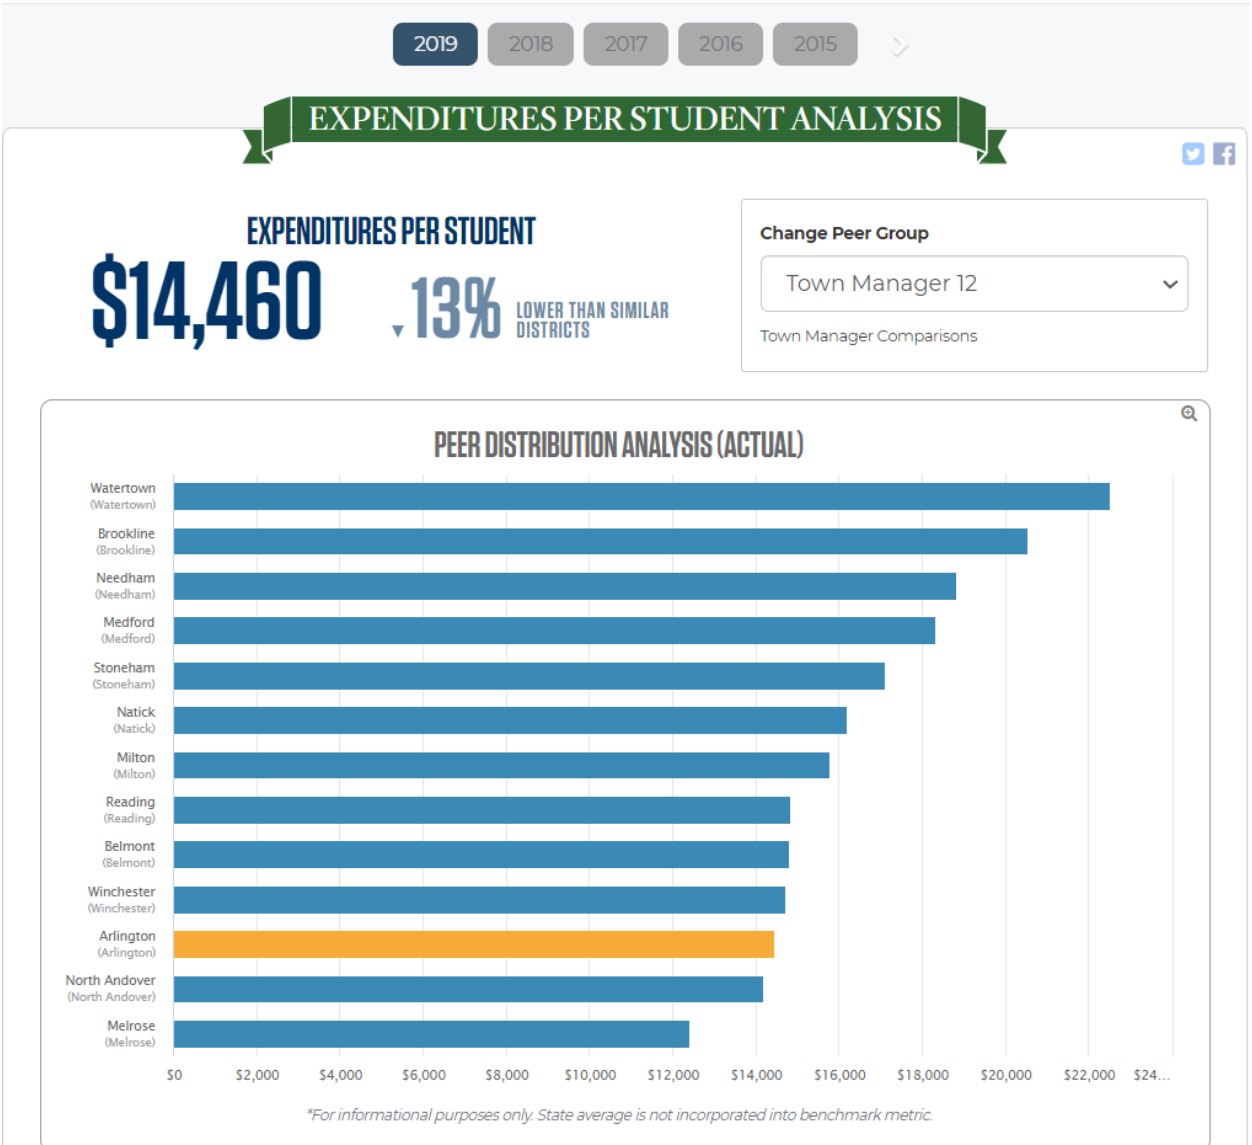 2019 2018 2017 2016 2015
EXPENDITURES PER STUDENT ANALYSIS
EXPENDITURES PER STUDENT
$14,460
13%
LOWER THAN SIMILAR
DISTRICTS
Change Peer Group
Town Manager 12
Town Manager Comparisons
PEER DISTRIBUTION ANALYSIS (ACTUAL)
Watertown
(Watertown)
Brookline
(Brookline)
Needham
(Needham)
Medford
(Medford)
Stoneham
(Stoneham)
Natick
(Natick)
Milton
(Milton)
Reading
(Reading)
Belmont
(Belmont)
Winchester
(Winchester)
Arlington
(Arlington)
North Andover
(North Andover)
Melrose
(Melrose)
$0 $2,000 $4,000 $6,000 $8,000 $10,000 $12,000 $14,000 $16,000 $18,000 $20,000 $22,000 $24...
*For informational purposes only. State average is not incorporated into benchmark metric.